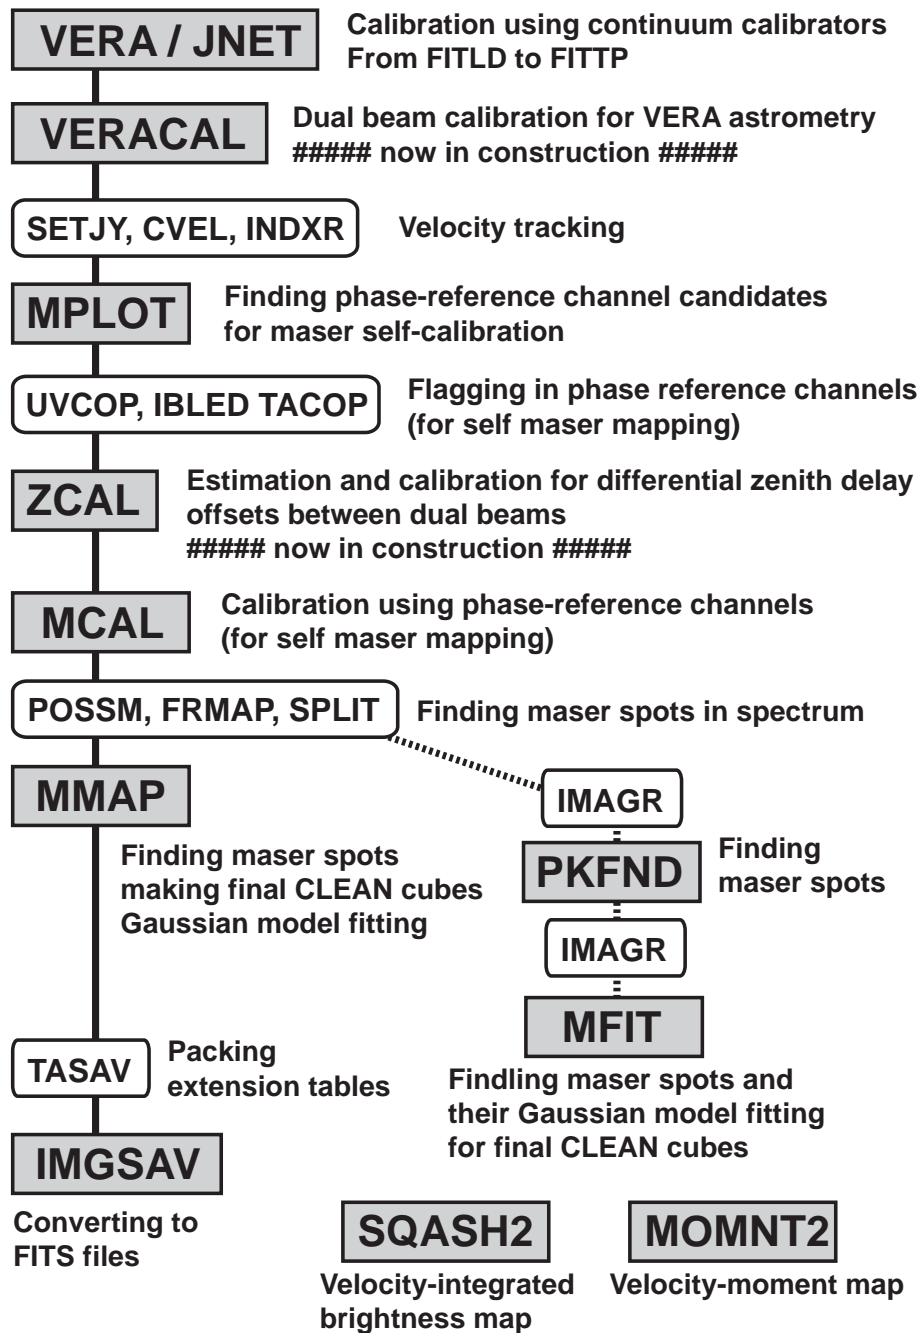 VERA / JNET
Calibration using continuum calibrators
From FITLD to FITTP
VERACAL
Dual beam calibration for VERA astrometry
##### now in construction #####
SETJY, CVEL, INDXR
Velocity tracking
MPLOT
Finding phase-reference channel candidates
for maser self-calibration
UVCOP, IBLED TACOP
Flagging in phase reference channels
(for self maser mapping)
ZCAL
Estimation and calibration for differential zenith delay
offsets between dual beams
##### now in construction #####
MCAL
Calibration using phase-reference channels
(for self maser mapping)
POSSM, FRMAP, SPLIT
Finding maser spots in spectrum
MMAP
Finding maser spots
making final CLEAN cubes
Gaussian model fitting
IMAGR
PKFND
Finding
maser spots
IMAGR
MFIT
Findling maser spots and
their Gaussian model fitting
for final CLEAN cubes
TASAV
Packing
extension tables
IMGSAV
Converting to
FITS files
SQASH2
Velocity-integrated
brightness map
MOMNT2
Velocity-moment map